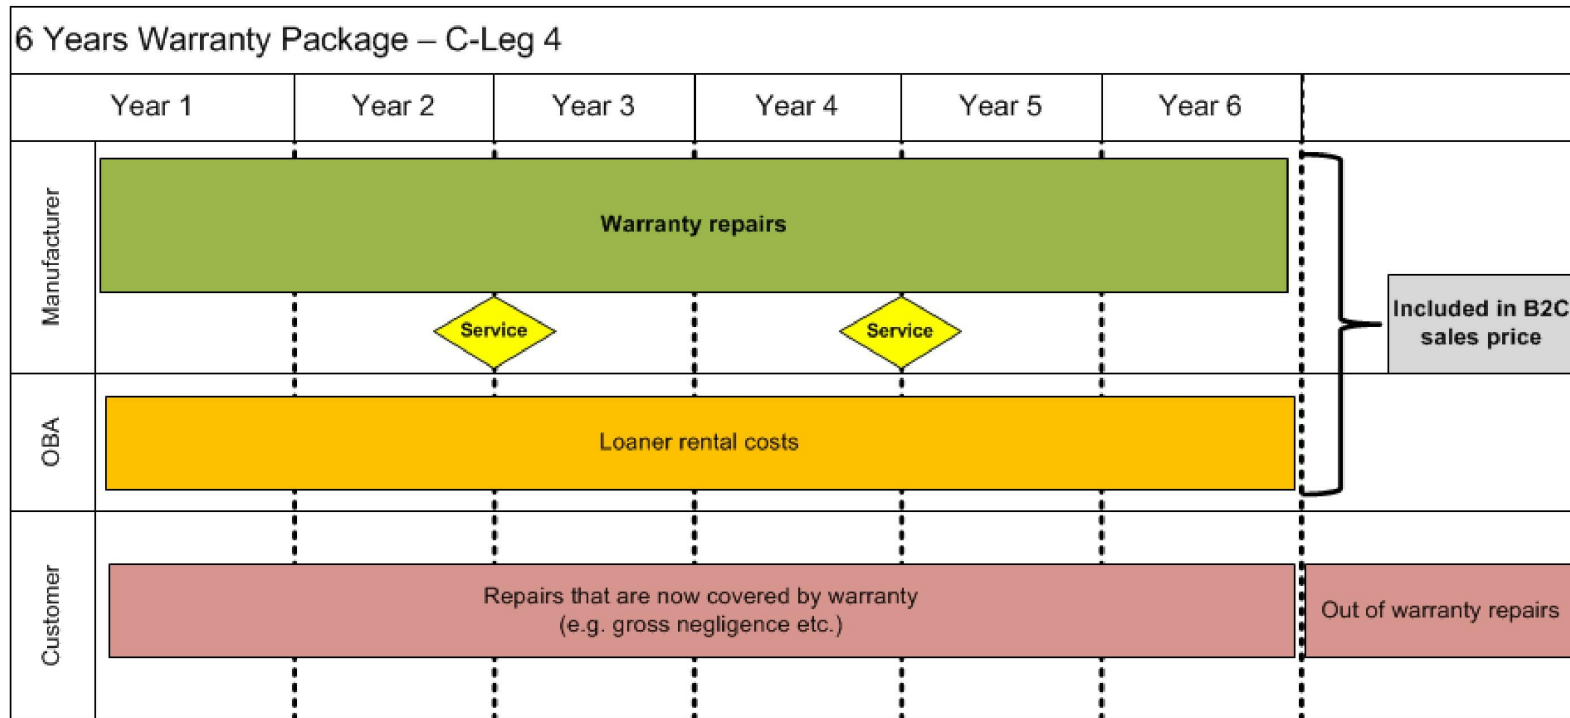 6 Years Warranty Package – C-Leg 4
Year 1
Year 2
Year 3
Year 4
Year 5
Year 6
Manufacturer
Warranty repairs
Service
Service
Included in B2C
sales price
OBA
Loaner rental costs
Customer
Repairs that are now covered by warranty
(e.g. gross negligence etc.)
Out of warranty repairs